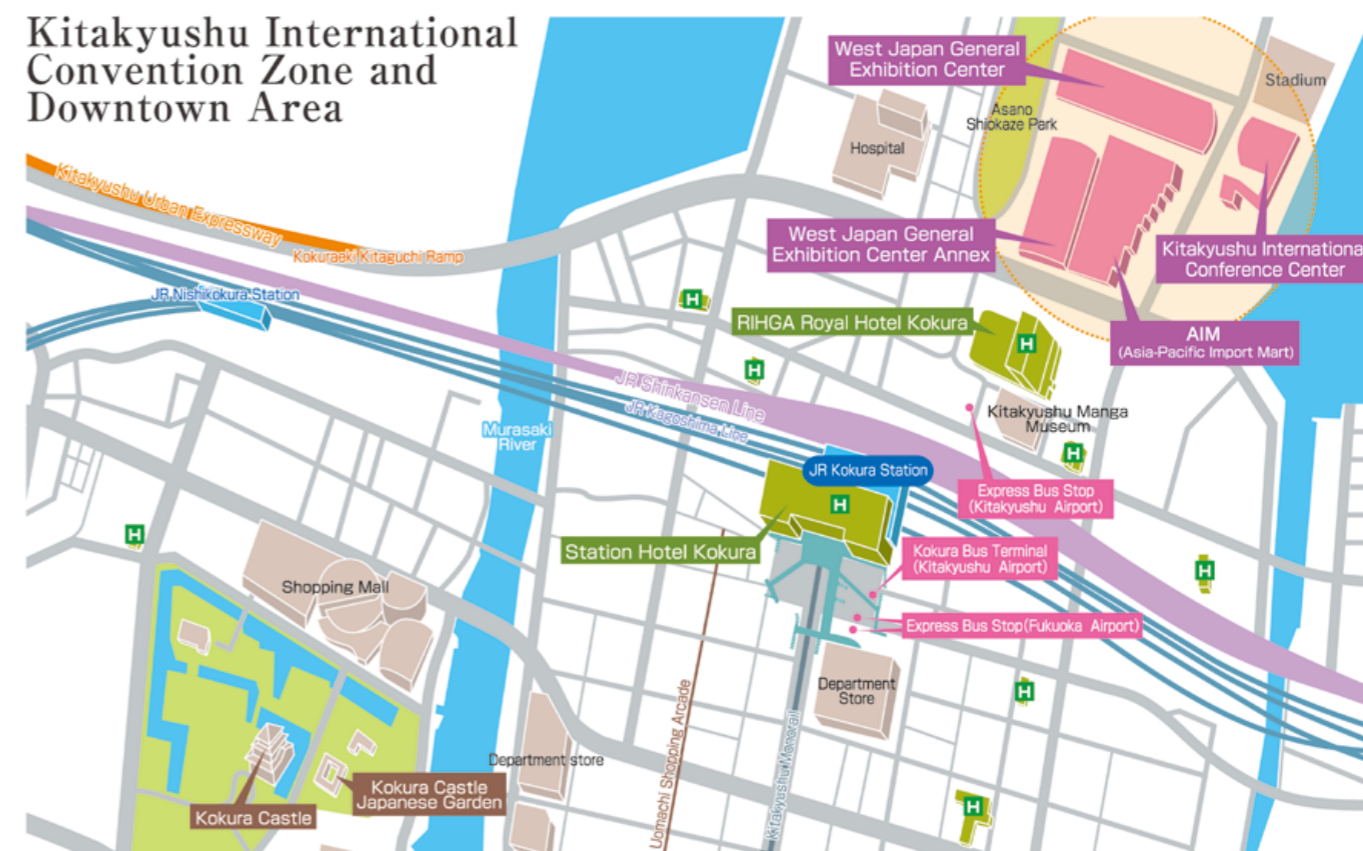 Kitakyushu International
Convention Zone and
Downtown Area
West Japan General
Exhibition Center
Stadium
Asano
Shiokaze Park
Hospital
Kitakyushu Urban Expressway
Kokuraeki Kitaguchi Ramp
West Japan General
Exhibition Center Annex
Kitakyushu Internationa
Conference Center
JR Nishikokura Station
H
RIHGA Royal Hotel Kokura
H
AIM
(Asia-Pacific Import Mart)
H
JR Shinkansen Line
JR Kagoshima Line
Kitakyushu Manga
Museum
Murasaki
River
H
JR Kokura Station
Express Bus Stop
(Kitakyushu Airport)
H
H
Station Hotel Kokura
Kokura Bus Terminal
(Kitakyushu Airport)
H
Shopping Mall
Express Bus Stop(Fukuoka Airport)
Department
Store
H
Uomachi Shopping Arcade
Kitakyushu Monorail
Department store
Kokura Castle
Japanese Garden
Kokura Castle
H